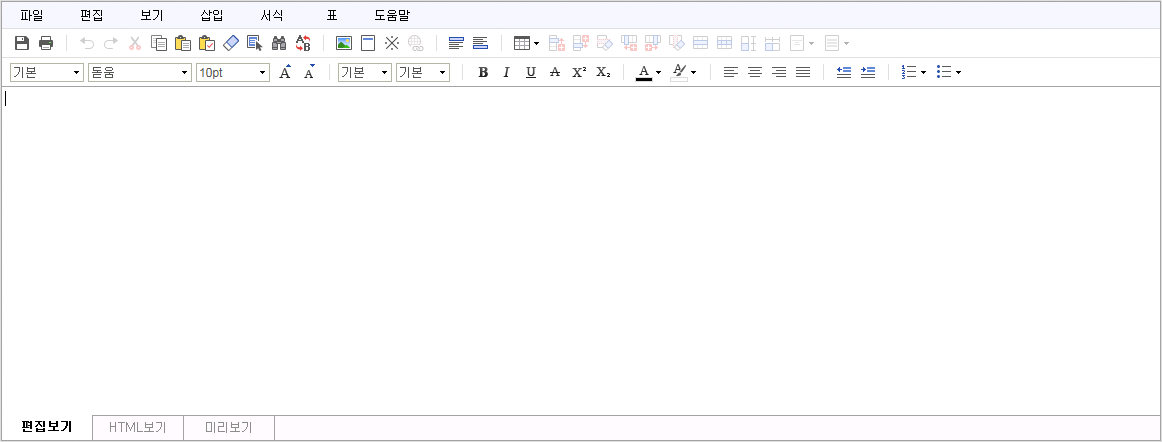 파일 편집 보기 삽입 서식 표 도움말
기본 돋움 10pt A A 기본 기본 B I U A X² X₂ A A
편집보기 HTML보기 미리보기